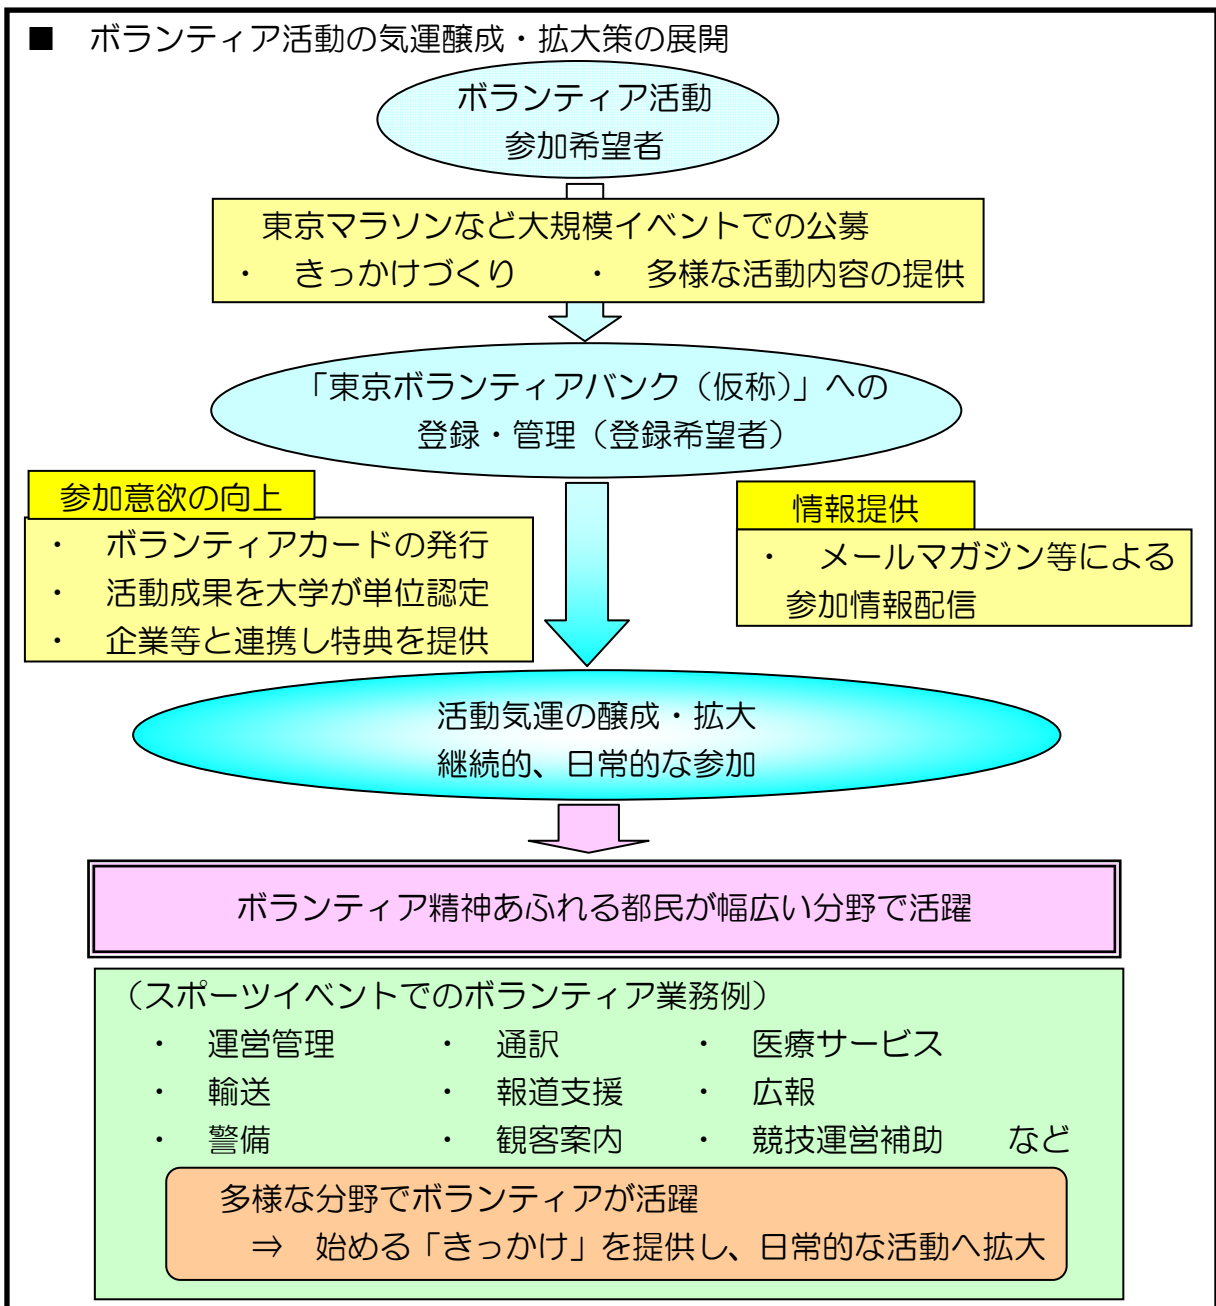 ■ ボランティア活動の気運醸成・拡大策の展開
ボランティア活動
参加希望者
東京マラソンなど大規模イベントでの公募
・ きっかけづくり ・ 多様な活動内容の提供
「東京ボランティアバンク（仮称）」への
登録・管理（登録希望者）
参加意欲の向上
・ ボランティアカードの発行
・ 活動成果を大学が単位認定
・ 企業等と連携し特典を提供
情報提供
・ メールマガジン等による
参加情報配信
活動気運の醸成・拡大
継続的、日常的な参加
ボランティア精神あふれる都民が幅広い分野で活躍
（スポーツイベントでのボランティア業務例）
・ 運営管理 ・ 通訳 ・ 医療サービス
・ 輸送 ・ 報道支援 ・ 広報
・ 警備 ・ 観客案内 ・ 競技運営補助 など
多様な分野でボランティアが活躍
⇒ 始める「きっかけ」を提供し、日常的な活動へ拡大